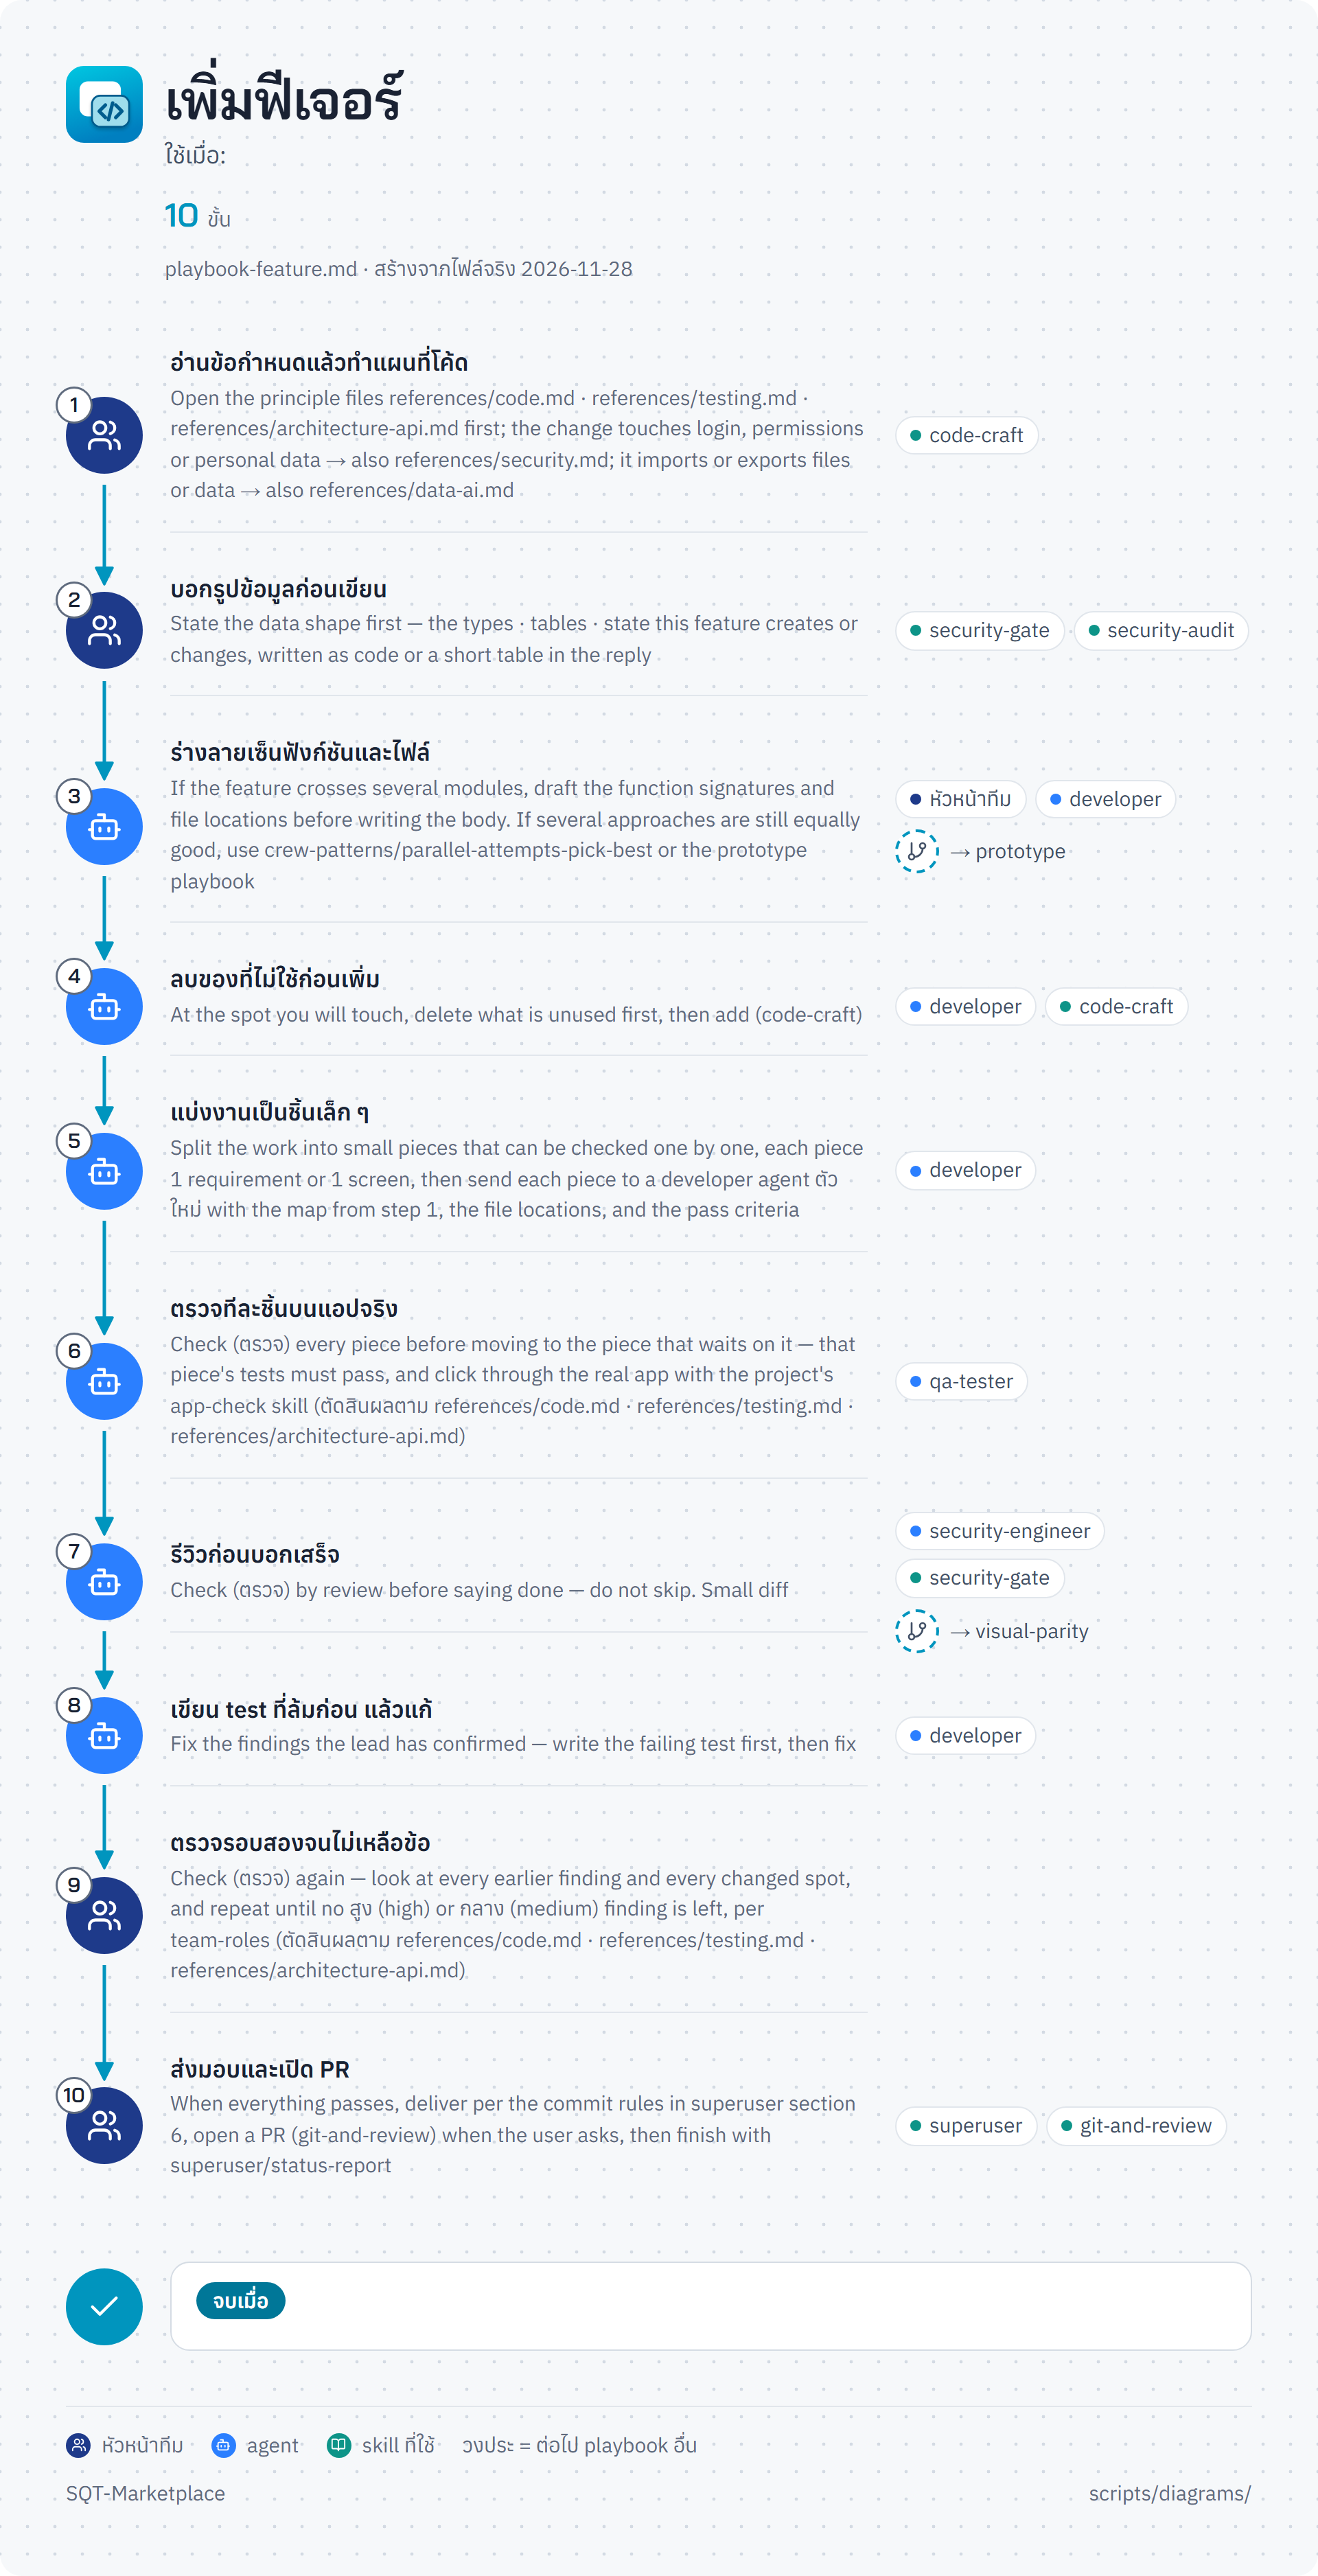 เพิ่มฟีเจอร์
ใช้เมื่อ:
10 ขั้น
playbook-feature.md · สร้างจากไฟล์จริง 2026-11-28
1
อ่านข้อกำหนดแล้วทำแผนที่โค้ด
Open the principle files references/code.md · references/testing.md ·
references/architecture-api.md first; the change touches login, permissions
or personal data → also references/security.md; it imports or exports files
or data → also references/data-ai.md
code-craft
2
บอกรูปข้อมูลก่อนเขียน
State the data shape first — the types · tables · state this feature creates or
changes, written as code or a short table in the reply
security-gate security-audit
3
ร่างลายเซ็นฟังก์ชันและไฟล์
If the feature crosses several modules, draft the function signatures and
file locations before writing the body. If several approaches are still equally
good, use crew-patterns/parallel-attempts-pick-best or the prototype
playbook
หัวหน้าทีม developer
→ prototype
4
ลบของที่ไม่ใช้ก่อนเพิ่ม
At the spot you will touch, delete what is unused first, then add (code-craft)
developer code-craft
5
แบ่งงานเป็นชิ้นเล็ก ๆ
Split the work into small pieces that can be checked one by one, each piece
1 requirement or 1 screen, then send each piece to a developer agent ตัว
ใหม่ with the map from step 1, the file locations, and the pass criteria
developer
6
ตรวจทีละชิ้นบนแอปจริง
Check (ตรวจ) every piece before moving to the piece that waits on it — that
piece's tests must pass, and click through the real app with the project's
app-check skill (ตัดสินผลตาม references/code.md · references/testing.md ·
references/architecture-api.md)
qa-tester
7
รีวิวก่อนบอกเสร็จ
Check (ตรวจ) by review before saying done — do not skip. Small diff
security-engineer
security-gate
→ visual-parity
8
เขียน test ที่ล้มก่อน แล้วแก้
Fix the findings the lead has confirmed — write the failing test first, then fix
developer
9
ตรวจรอบสองจนไม่เหลือข้อ
Check (ตรวจ) again — look at every earlier finding and every changed spot,
and repeat until no สูง (high) or กลาง (medium) finding is left, per
team-roles (ตัดสินผลตาม references/code.md · references/testing.md ·
references/architecture-api.md)
10
ส่งมอบและเปิด PR
When everything passes, deliver per the commit rules in superuser section
6, open a PR (git-and-review) when the user asks, then finish with
superuser/status-report
superuser git-and-review
จบเมื่อ
หัวหน้าทีม agent skill ที่ใช้ วงประ = ต่อไป playbook อื่น
SQT-Marketplace scripts/diagrams/